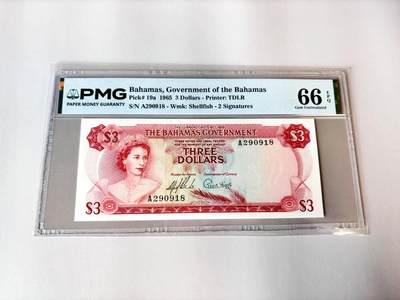 PMG
PAPER MONEY GUARANTY
Bahamas, Government of the Bahamas
Pick# 19a 1965 3 Dollars - Printer: TDLR
S/N A290918 - Wmk: Shellfish - 2 Signatures
66 EPQ
Gem Uncirculated
$3
THE BAHAMAS GOVERNMENT
$3
A290918
THREE
DOLLARS
A290918
$3
$3